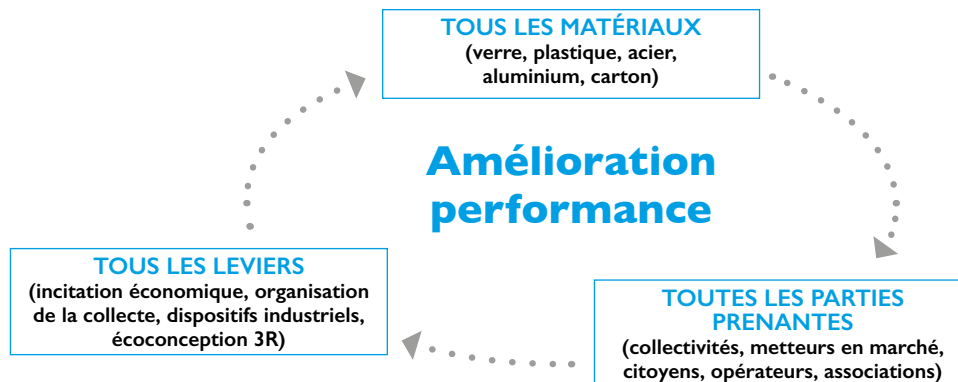 TOUS LES MATÉRIAUX
(verre, plastique, acier,
aluminium, carton)
Amélioration
performance
TOUS LES LEVIERS
(incitation économique, organisation
de la collecte, dispositifs industriels,
écoconception 3R)
TOUTES LES PARTIES
PRENANTES
(collectivités, metteurs en marché,
citoyens, opérateurs, associations)